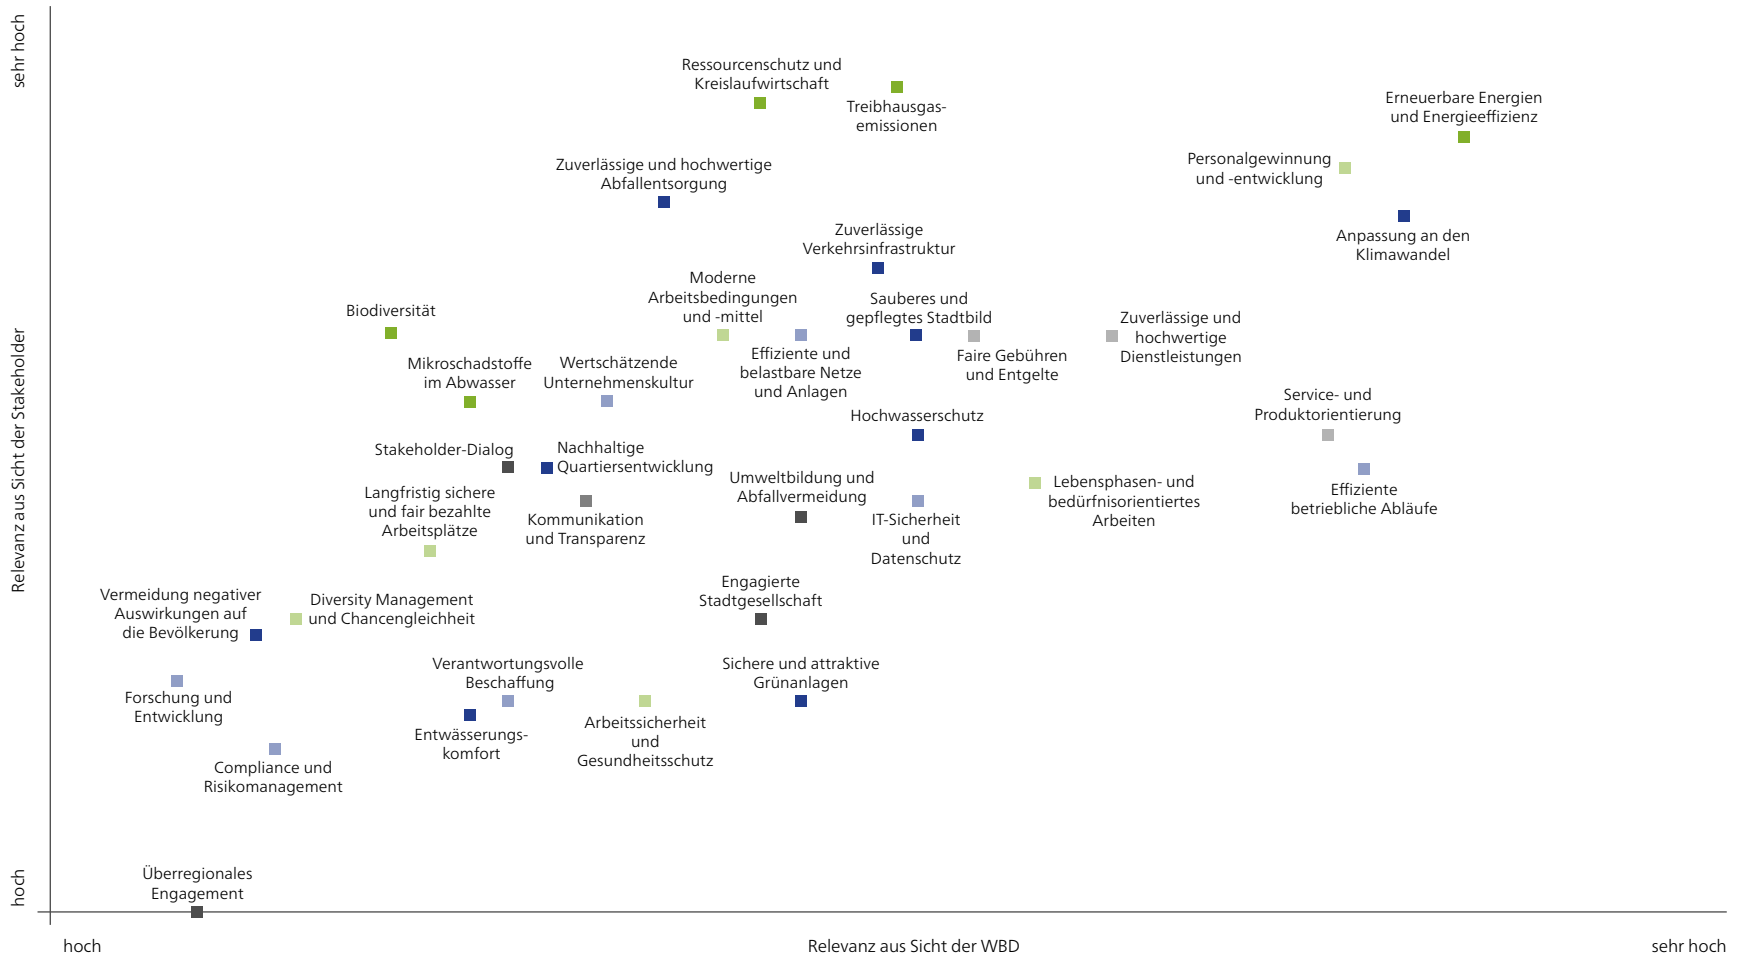 sehr hoch
Relevanz aus Sicht der Stakeholder
hoch
Ressourcenschutz und
Kreislaufwirtschaft
Treibhausgas-
emissionen
Erneuerbare Energien
und Energieeffizienz
Personalgewinnung
und -entwicklung
Zuverlässige und hochwertige
Abfallentsorgung
Anpassung an den
Klimawandel
Zuverlässige
Verkehrsinfrastruktur
Moderne
Arbeitsbedingungen
und -mittel
Sauberes und
gepflegtes Stadtbild
Biodiversität
Zuverlässige und
hochwertige
Dienstleistungen
Effiziente und
belastbare Netze
und Anlagen
Faire Gebühren
und Entgelte
Mikroschadstoffe
im Abwasser
Wertschätzende
Unternehmenskultur
Service- und
Produktorientierung
Hochwasserschutz
Stakeholder-Dialog
Nachhaltige
Quartiersentwicklung
Umweltbildung und
Abfallvermeidung
Lebensphasen- und
bedürfnisorientiertes
Arbeiten
Effiziente
betriebliche Abläufe
Langfristig sichere
und fair bezahlte
Arbeitsplätze
Kommunikation
und Transparenz
IT-Sicherheit
und
Datenschutz
Engagierte
Stadtgesellschaft
Vermeidung negativer
Auswirkungen auf
die Bevölkerung
Diversity Management
und Chancengleichheit
Verantwortungsvolle
Beschaffung
Sichere und attraktive
Grünanlagen
Forschung und
Entwicklung
Entwässerungs-
komfort
Arbeitssicherheit
und
Gesundheitsschutz
Compliance und
Risikomanagement
Überregionales
Engagement
hoch
Relevanz aus Sicht der WBD
sehr hoch